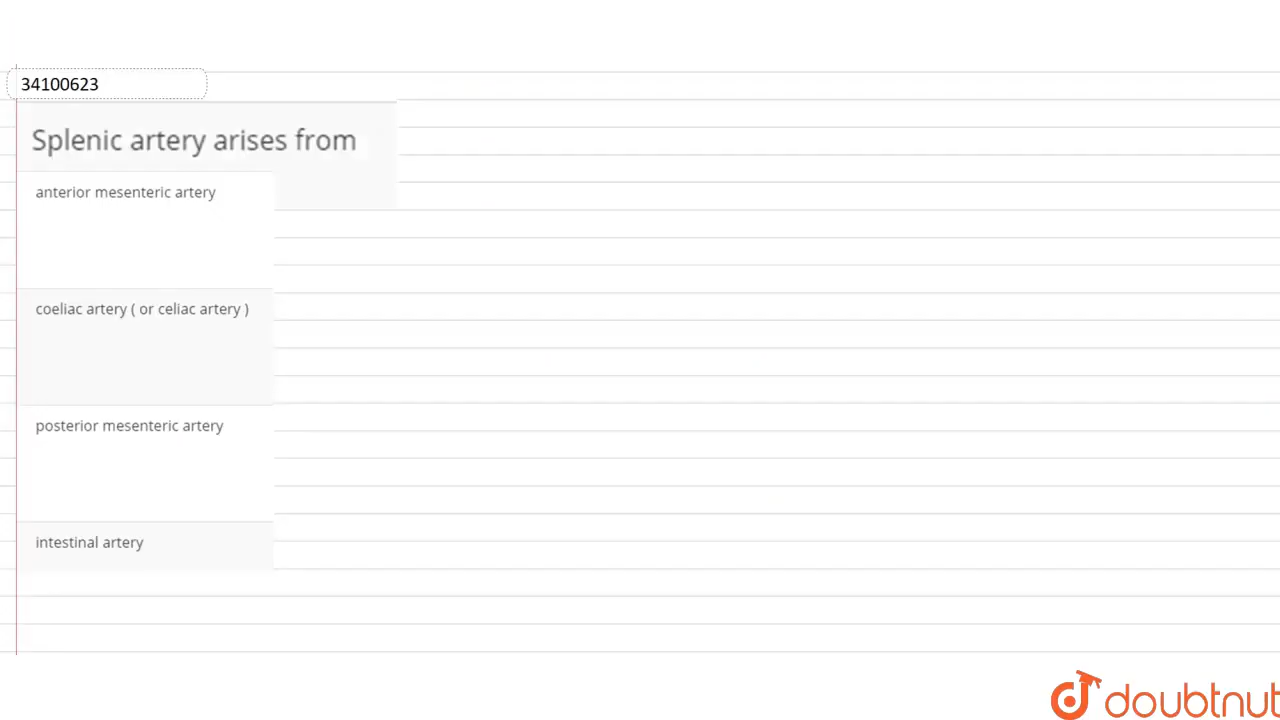 34100623
Splenic artery arises from
anterior mesenteric artery
coeliac artery ( or celiac artery )
posterior mesenteric artery
intestinal artery
doubtnut